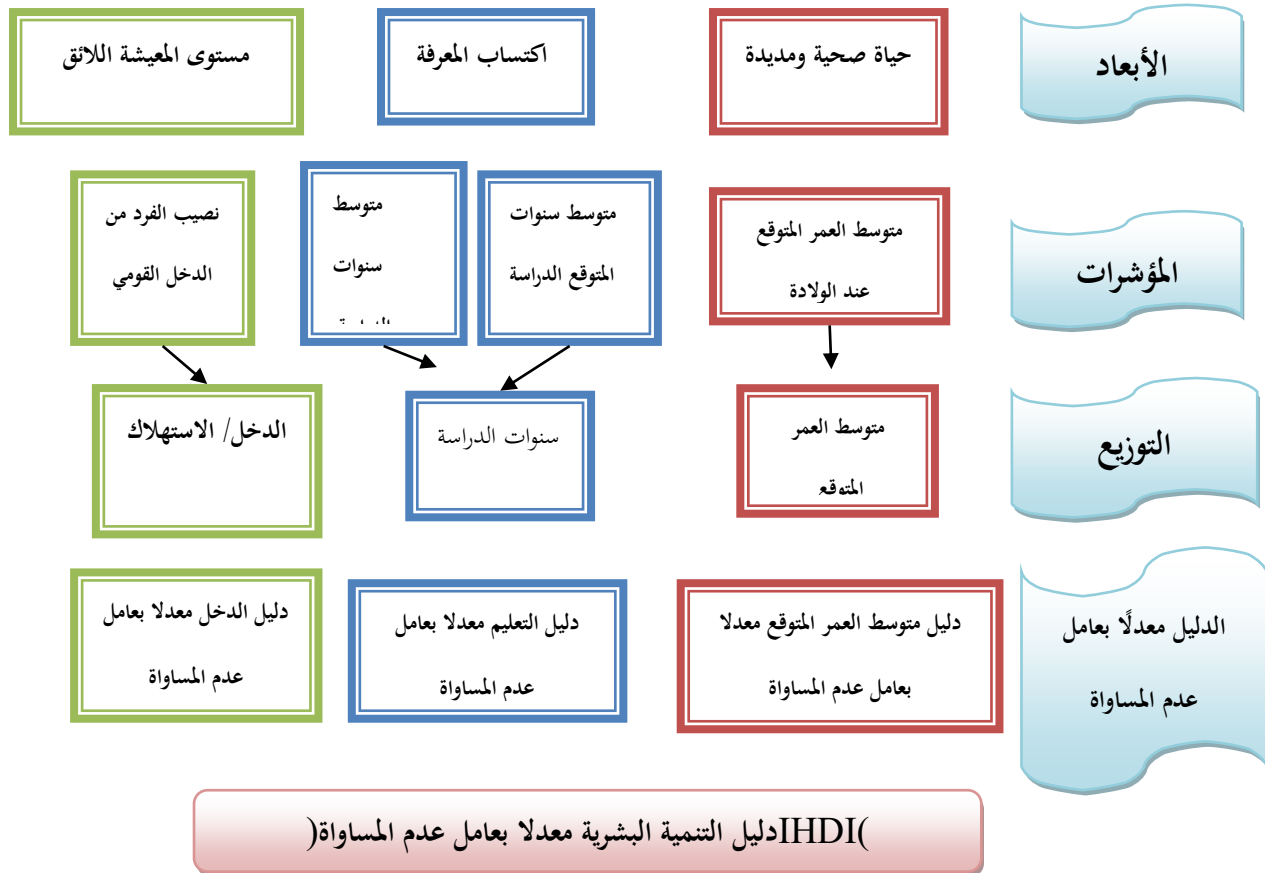 الأبعاد
حياة صحية ومديدة
اكتساب المعرفة
مستوى المعيشة اللائق
المؤشرات
متوسط العمر المتوقع
عند الولادة
متوسط سنوات
المتوقع الدراسة
متوسط
سنوات
نصيب الفرد من
الدخل القومي
التوزيع
متوسط العمر
المتوقع
سنوات الدراسة
الدخل/ الاستهلاك
الدليل معدلًا بعامل
عدم المساواة
دليل متوسط العمر المتوقع معدلا
بعامل عدم المساواة
دليل التعليم معدلا بعامل
عدم المساواة
دليل الدخل معدلا بعامل
عدم المساواة
)IHDIدليل التنمية البشرية معدلا بعامل عدم المساواة(